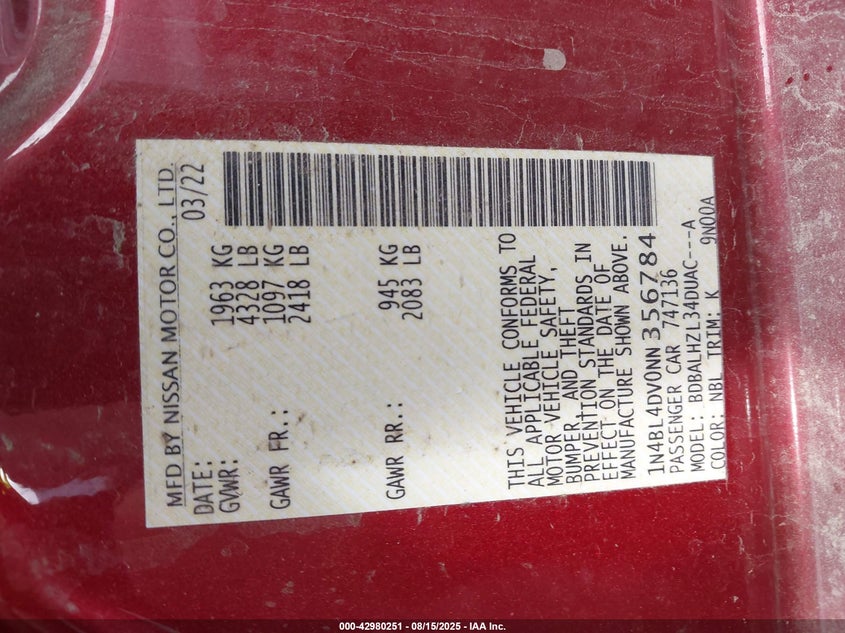 MFD BY NISSAN MOTOR CO., LTD.
DATE: 03/22
GVWR: 1963 KG
4328 LB
GAWR FR.: 1097 KG
2418 LB
GAWR RR.: 945 KG
2083 LB
THIS VEHICLE CONFORMS TO
ALL APPLICABLE FEDERAL
MOTOR VEHICLE SAFETY,
BUMPER, AND THEFT
PREVENTION STANDARDS IN
EFFECT ON THE DATE OF
MANUFACTURE SHOWN ABOVE.
1N4BL4DV0NN356784
PASSENGER CAR 747136
MODEL: BDBALHZL34DUAC---A
COLOR: NBL TRIM: K 9N00A
000-42980251 - 08/15/2025 - IAA Inc.